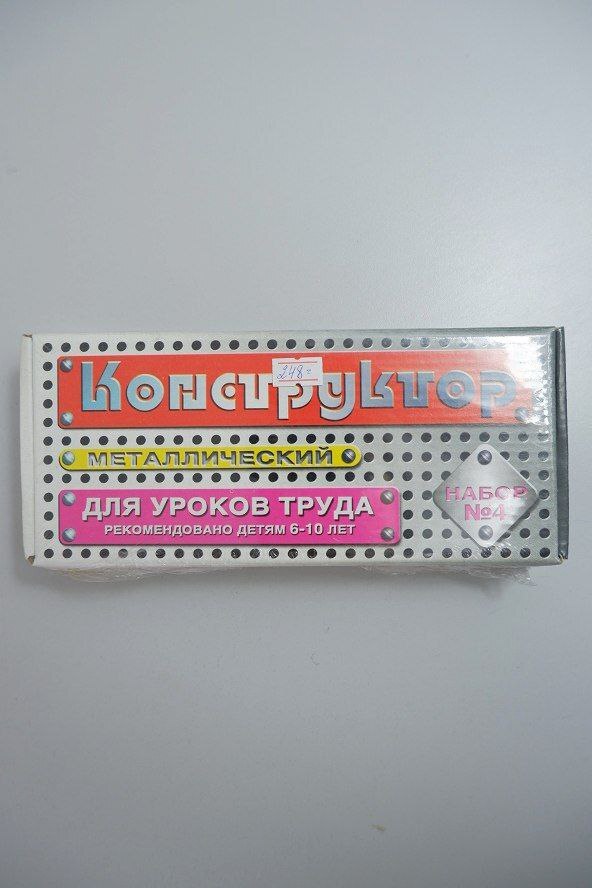 Конструктор
248=
МЕТАЛЛИЧЕСКИЙ
ДЛЯ УРОКОВ ТРУДА
РЕКОМЕНДОВАНО ДЕТЯМ 6-10 ЛЕТ
НАБОР
№4